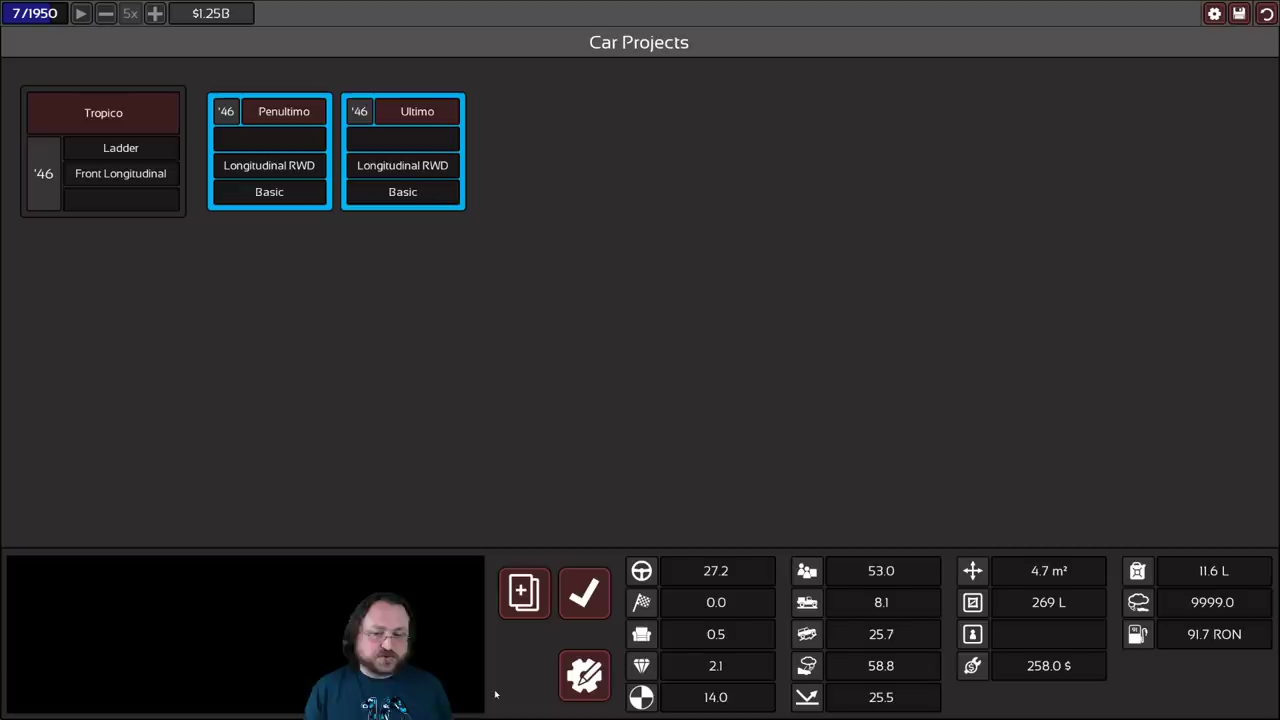 7/1950
5x
$1.25B
Car Projects
Tropico
'46
Ladder
Front Longitudinal
'46
Penultimo
Longitudinal RWD
Basic
'46
Ultimo
Longitudinal RWD
Basic
27.2
0.0
0.5
2.1
14.0
53.0
8.1
25.7
58.8
25.5
4.7 m²
269 L
258.0 $
11.6 L
9999.0
91.7 RON